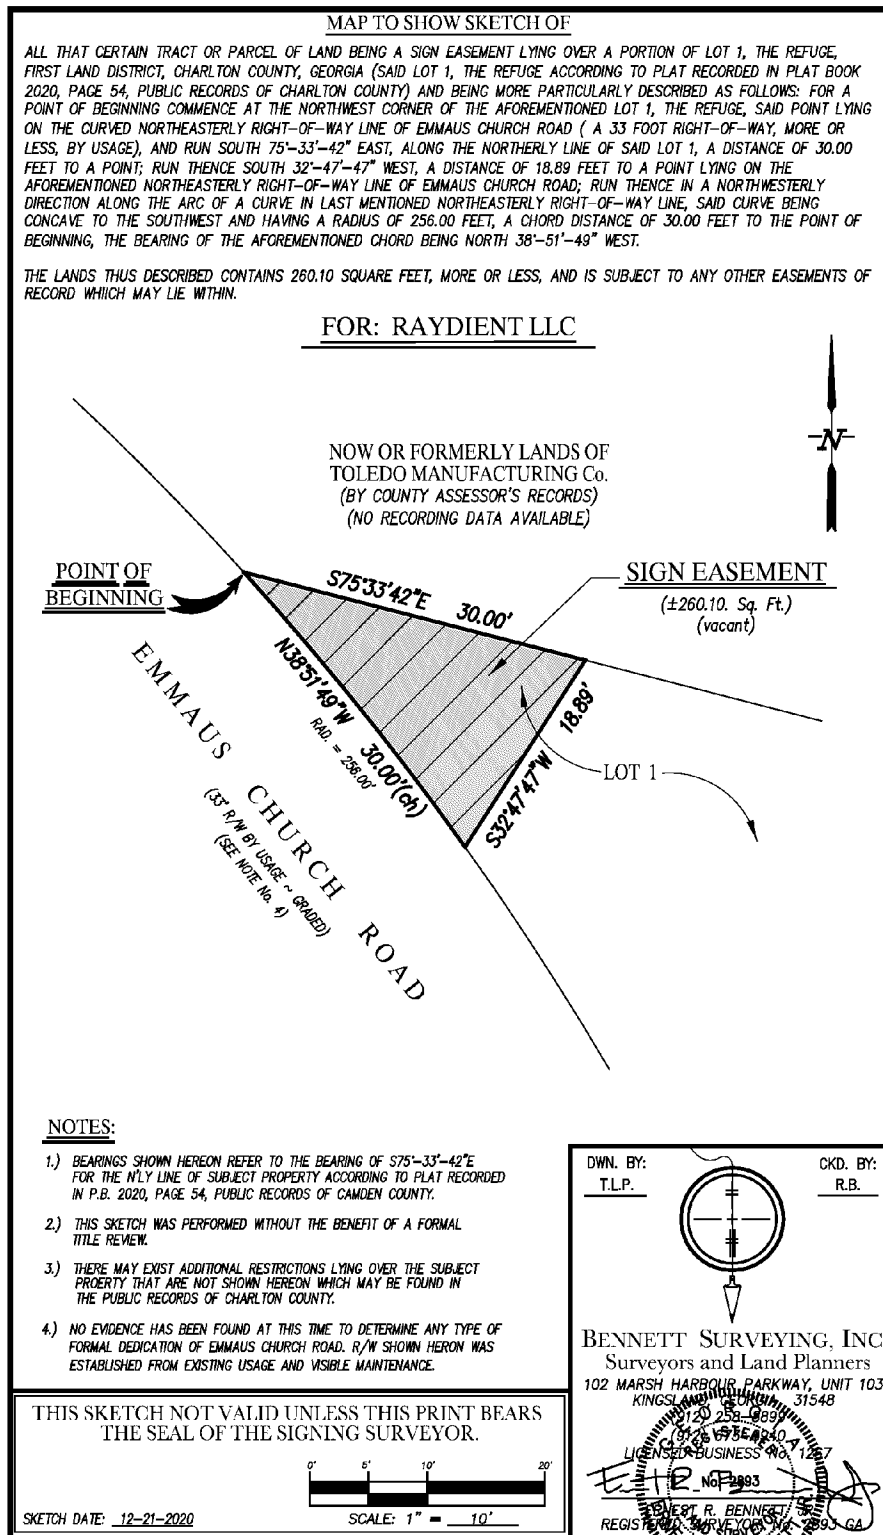 MAP TO SHOW SKETCH OF
ALL THAT CERTAIN TRACT OR PARCEL OF LAND BEING A SIGN EASEMENT LYING OVER A PORTION OF LOT 1, THE REFUGE,
FIRST LAND DISTRICT, CHARLTON COUNTY, GEORGIA (SAID LOT 1, THE REFUGE ACCORDING TO PLAT RECORDED IN PLAT BOOK
2020, PAGE 54, PUBLIC RECORDS OF CHARLTON COUNTY) AND BEING MORE PARTICULARLY DESCRIBED AS FOLLOWS: FOR A
POINT OF BEGINNING COMMENCE AT THE NORTHWEST CORNER OF THE AFOREMENTIONED LOT 1, THE REFUGE, SAID POINT LYING
ON THE CURVED NORTHEASTERLY RIGHT-OF-WAY LINE OF EMMAUS CHURCH ROAD ( A 33 FOOT RIGHT-OF-WAY, MORE OR
LESS, BY USAGE), AND RUN SOUTH 75°-33'-42" EAST, ALONG THE NORTHERLY LINE OF SAID LOT 1, A DISTANCE OF 30.00
FEET TO A POINT; RUN THENCE SOUTH 32°-47'-47" WEST, A DISTANCE OF 18.89 FEET TO A POINT LYING ON THE
AFOREMENTIONED NORTHEASTERLY RIGHT-OF-WAY LINE OF EMMAUS CHURCH ROAD; RUN THENCE IN A NORTHWESTERLY
DIRECTION ALONG THE ARC OF A CURVE IN LAST MENTIONED NORTHEASTERLY RIGHT-OF-WAY LINE, SAID CURVE BEING
CONCAVE TO THE SOUTHWEST AND HAVING A RADIUS OF 256.00 FEET, A CHORD DISTANCE OF 30.00 FEET TO THE POINT OF
BEGINNING, THE BEARING OF THE AFOREMENTIONED CHORD BEING NORTH 38°-51'-49" WEST.
THE LANDS THUS DESCRIBED CONTAINS 260.10 SQUARE FEET, MORE OR LESS, AND IS SUBJECT TO ANY OTHER EASEMENTS OF
RECORD WHIICH MAY LIE WITHIN.
FOR: RAYDIENT LLC
N
NOW OR FORMERLY LANDS OF
TOLEDO MANUFACTURING Co.
(BY COUNTY ASSESSOR'S RECORDS)
(NO RECORDING DATA AVAILABLE)
POINT OF
BEGINNING
S75°33'42"E 30.00'
SIGN EASEMENT
(±260.10. Sq. Ft.)
(vacant)
N38°51'49"W 30.00'(ch)
RAD. = 256.00'
S32°47'47"W 18.89'
LOT 1
EMMAUS CHURCH ROAD
(33' R/W BY USAGE ~ GRADED)
(SEE NOTE No. 4)
NOTES:
1.) BEARINGS SHOWN HEREON REFER TO THE BEARING OF S75°-33'-42"E
FOR THE N'LY LINE OF SUBJECT PROPERTY ACCORDING TO PLAT RECORDED
IN P.B. 2020, PAGE 54, PUBLIC RECORDS OF CAMDEN COUNTY.
2.) THIS SKETCH WAS PERFORMED WITHOUT THE BENEFIT OF A FORMAL
TITLE REVIEW.
3.) THERE MAY EXIST ADDITIONAL RESTRICTIONS LYING OVER THE SUBJECT
PROERTY THAT ARE NOT SHOWN HEREON WHICH MAY BE FOUND IN
THE PUBLIC RECORDS OF CHARLTON COUNTY.
4.) NO EVIDENCE HAS BEEN FOUND AT THIS TIME TO DETERMINE ANY TYPE OF
FORMAL DEDICATION OF EMMAUS CHURCH ROAD. R/W SHOWN HERON WAS
ESTABLISHED FROM EXISTING USAGE AND VISIBLE MAINTENANCE.
THIS SKETCH NOT VALID UNLESS THIS PRINT BEARS
THE SEAL OF THE SIGNING SURVEYOR.
0' 5' 10' 20'
SKETCH DATE: 12-21-2020 SCALE: 1" = 10'
DWN. BY: CKD. BY:
T.L.P. R.B.
BENNETT SURVEYING, INC
Surveyors and Land Planners
102 MARSH HARBOUR PARKWAY, UNIT 103
KINGSLAND, GEORGIA 31548
(912)
(912)
LICENSED BUSINESS No. 1267
GEORGIA
REGISTERED
No. 2893
LAND SURVEYOR
ERNEST R. BENNETT, JR.
REGISTERED SURVEYOR No. 2893 GA